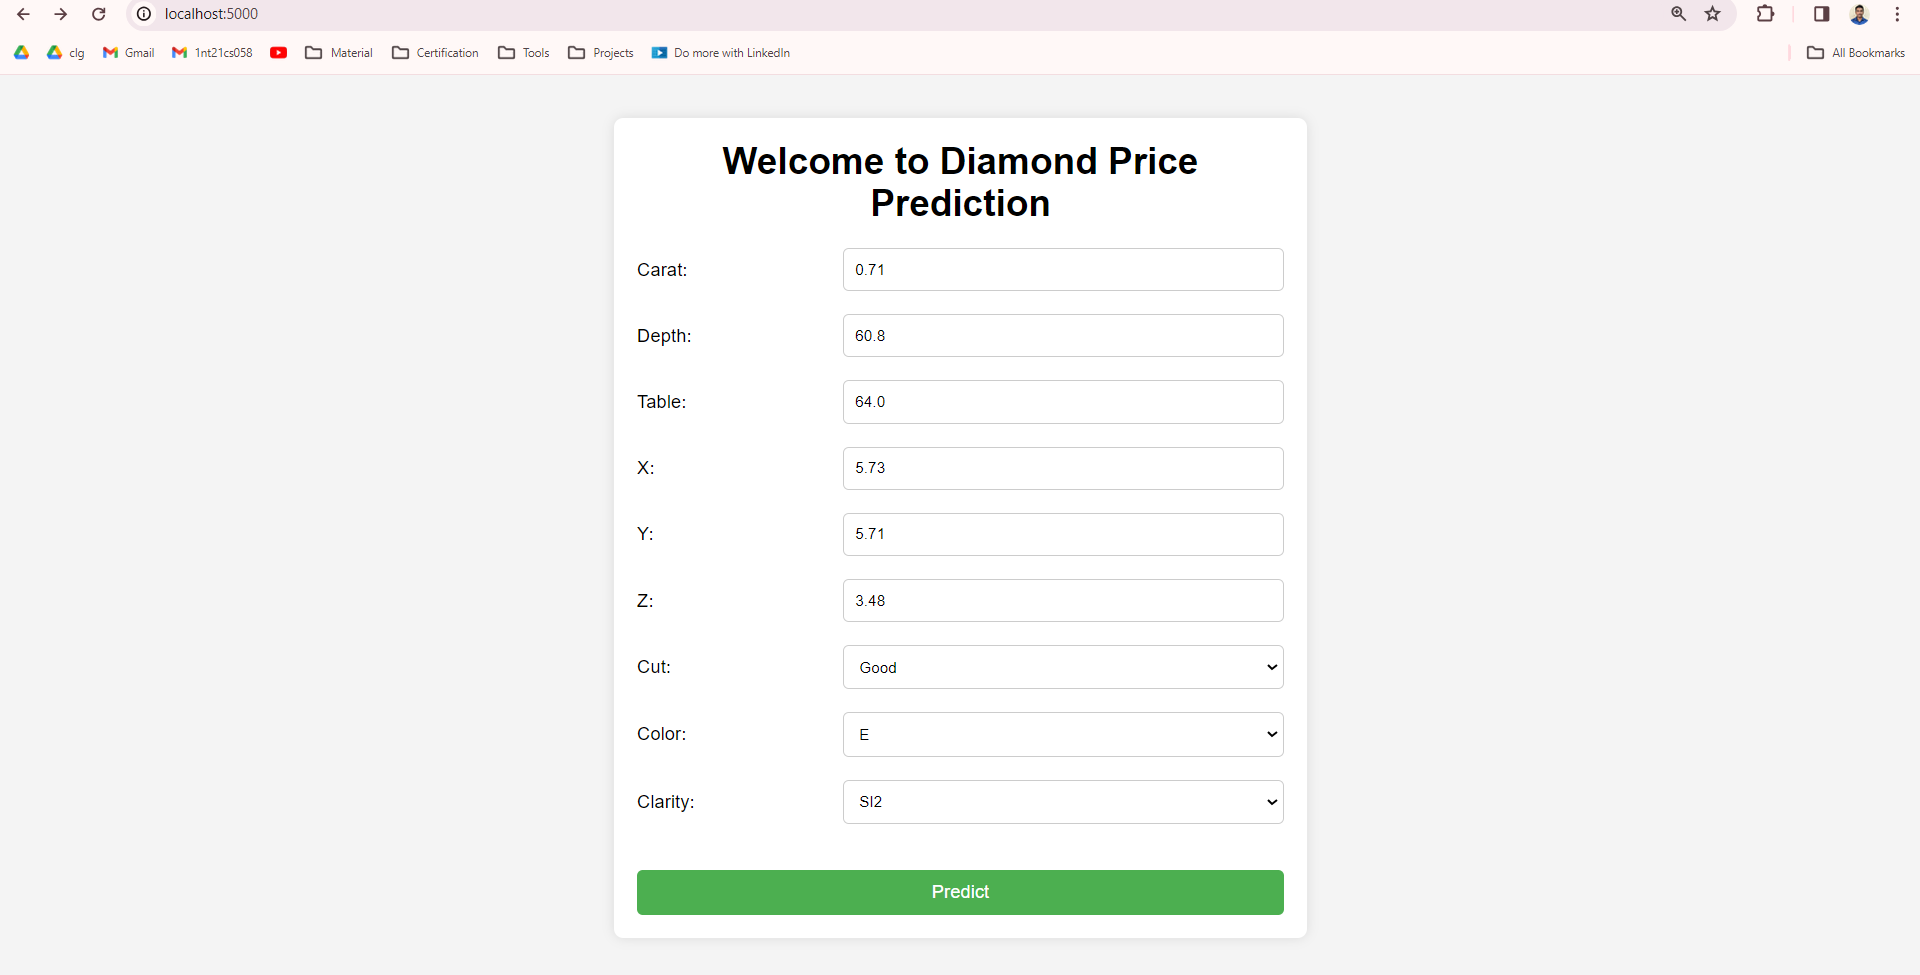 localhost:5000
clg Gmail 1nt21cs058 Material Certification Tools Projects Do more with LinkedIn All Bookmarks
Welcome to Diamond Price
Prediction
Carat: 0.71
Depth: 60.8
Table: 64.0
X: 5.73
Y: 5.71
Z: 3.48
Cut: Good
Color: E
Clarity: SI2
Predict